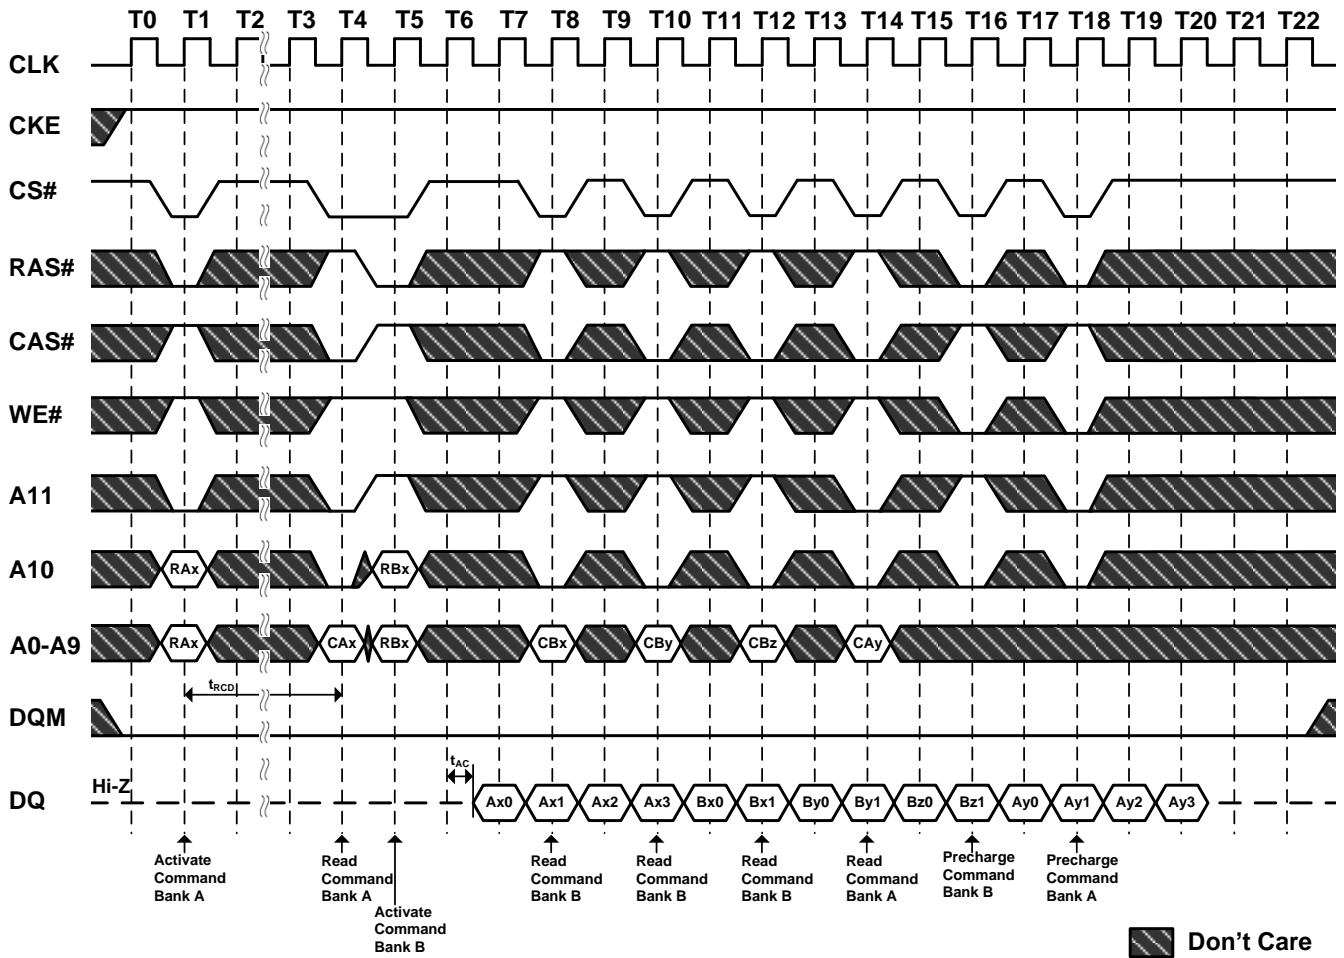 T0 T1 T2 T3 T4 T5 T6 T7 T8 T9 T10 T11 T12 T13 T14 T15 T16 T17 T18 T19 T20 T21 T22
CLK
CKE
CS#
RAS#
CAS#
WE#
A11
A10 RAx RBx
A0-A9 RAx CAx RBx CBx CBy CBz CAy
tRCD
DQM
tAC
Hi-Z
DQ Ax0 Ax1 Ax2 Ax3 Bx0 Bx1 By0 By1 Bz0 Bz1 Ay0 Ay1 Ay2 Ay3
Activate
Command
Bank A
Read
Command
Bank A
Activate
Command
Bank B
Read
Command
Bank B
Read
Command
Bank B
Read
Command
Bank B
Read
Command
Bank A
Precharge
Command
Bank B
Precharge
Command
Bank A
Don't Care